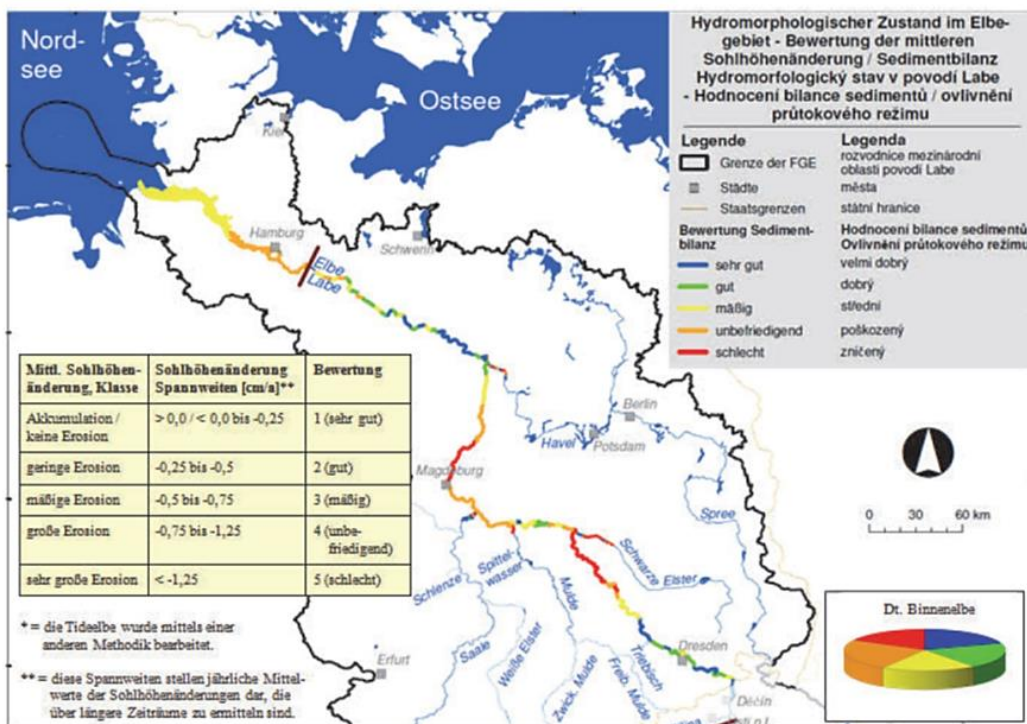 Nord-
see
Ostsee
Kiel
Hamburg
Schwerin
Elbe
Labe
Berlin
Havel
Potsdam
Magdeburg
Spree
Schwarze Elster
Spittel-
wasser
Mulde
Schlenze
Saale
Weiße Elster
Zwick. Mulde
Freib. Mulde
Triebisch
Dresden
Erfurt
Děčín
Hydromorphologischer Zustand im Elbe-
gebiet - Bewertung der mittleren
Sohlhöhenänderung / Sedimentbilanz
Hydromorfologický stav v povodí Labe
- Hodnocení bilance sedimentů / ovlivnění
průtokového režimu
Legende Legenda
Grenze der FGE rozvodnice mezinárodní
oblasti povodí Labe
Städte města
Staatsgrenzen státní hranice
Bewertung Sediment- Hodnocení bilance sedimentů
bilanz Ovlivnění průtokového režimu
sehr gut velmi dobrý
gut dobrý
mäßig střední
unbefriedigend poškozený
schlecht zničený
Mittl. Sohlhöhen- Sohlhöhenänderung Bewertung
änderung, Klasse Spannweiten [cm/a]**
Akkumulation / > 0,0 / < 0,0 bis -0,25 1 (sehr gut)
keine Erosion
geringe Erosion -0,25 bis -0,5 2 (gut)
mäßige Erosion -0,5 bis -0,75 3 (mäßig)
große Erosion -0,75 bis -1,25 4 (unbe-
friedigend)
sehr große Erosion < -1,25 5 (schlecht)
* = die Tideelbe wurde mittels einer
anderen Methodik bearbeitet.
** = diese Spannweiten stellen jährliche Mittel-
werte der Sohlhöhenänderungen dar, die
über längere Zeiträume zu ermitteln sind.
0 30 60 km
Dt. Binnenelbe